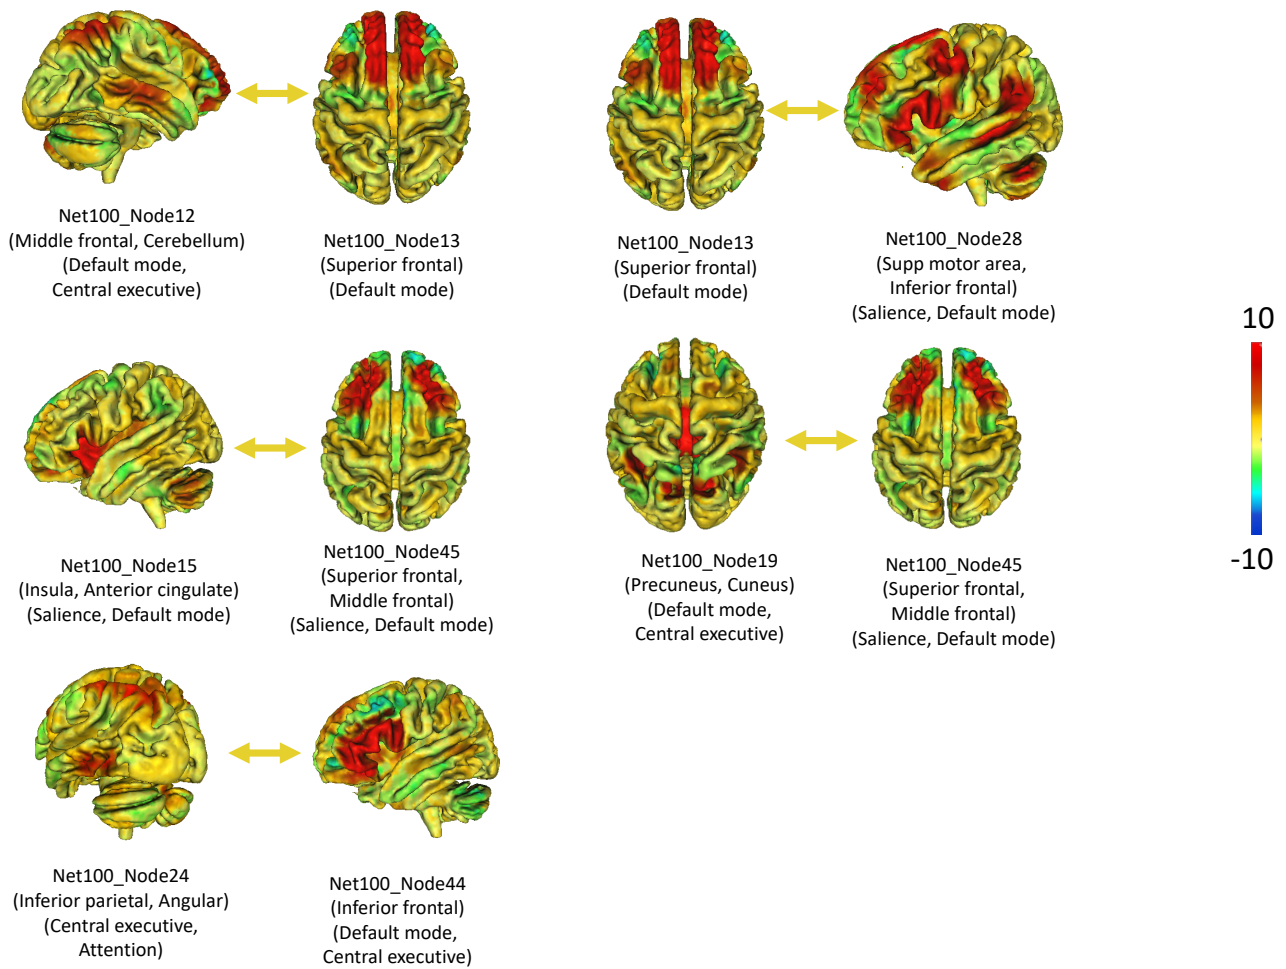 Net100_Node12
(Middle frontal, Cerebellum)
(Default mode,
Central executive)
Net100_Node13
(Superior frontal)
(Default mode)
Net100_Node13
(Superior frontal)
(Default mode)
Net100_Node28
(Supp motor area,
Inferior frontal)
(Salience, Default mode)
10
-10
Net100_Node15
(Insula, Anterior cingulate)
(Salience, Default mode)
Net100_Node45
(Superior frontal,
Middle frontal)
(Salience, Default mode)
Net100_Node19
(Precuneus, Cuneus)
(Default mode,
Central executive)
Net100_Node45
(Superior frontal,
Middle frontal)
(Salience, Default mode)
Net100_Node24
(Inferior parietal, Angular)
(Central executive,
Attention)
Net100_Node44
(Inferior frontal)
(Default mode,
Central executive)